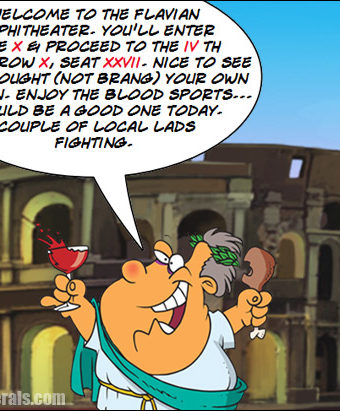 ELCOME TO THE FLAVIAN
PHITHEATER. YOU'LL ENTER
E X & PROCEED TO THE IV TH
ROW X, SEAT XXVII. NICE TO SEE
OUGHT (NOT BRANG) YOUR OWN
N. ENJOY THE BLOOD SPORTS---
ULD BE A GOOD ONE TODAY.
COUPLE OF LOCAL LADS
FIGHTING.
erals.com